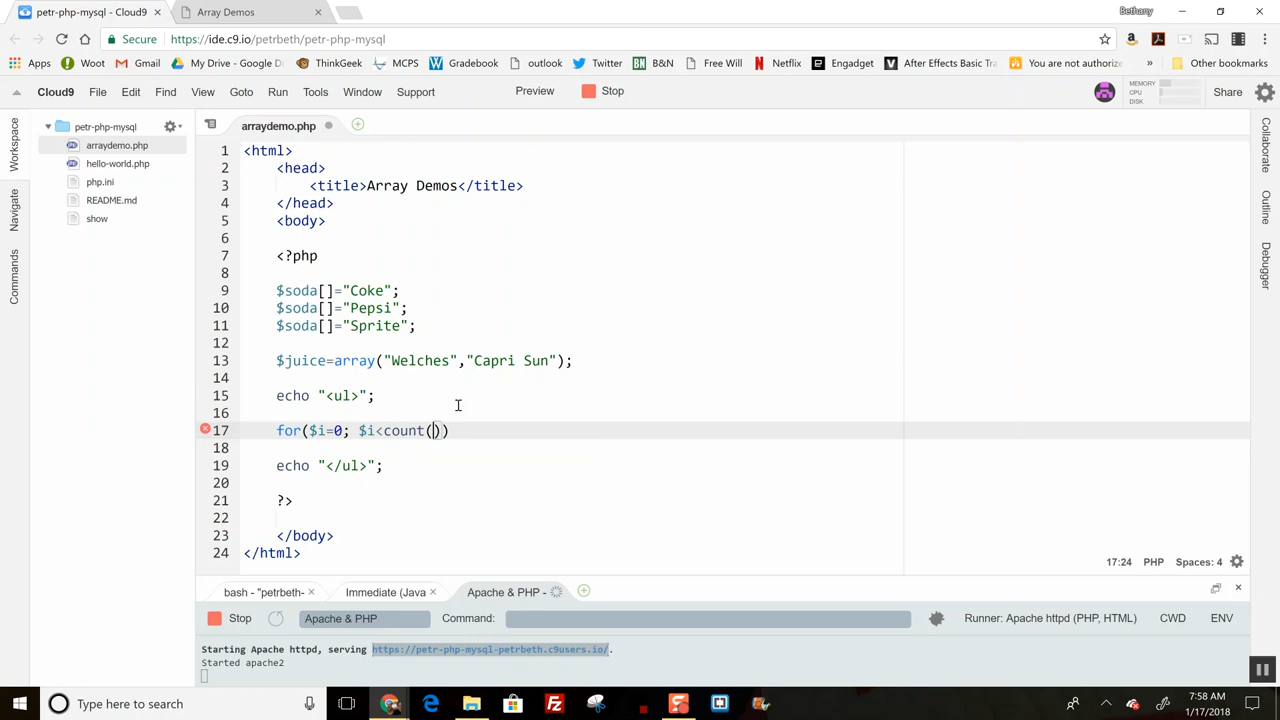 petr-php-mysql - Cloud9 × Array Demos × Bethany
Secure https://ide.c9.io/petrbeth/petr-php-mysql
Apps Woot Gmail My Drive - Google D ThinkGeek MCPS Gradebook outlook Twitter B&N Free Will Netflix Engadget After Effects Basic Tra You are not authorize » Other bookmarks
Cloud9 File Edit Find View Goto Run Tools Window Support Preview Stop MEMORY CPU DISK Share
petr-php-mysql
arraydemo.php
hello-world.php
php.ini
README.md
show
Workspace
Navigate
Commands
arraydemo.php
1 <html>
2 <head>
3 <title>Array Demos</title>
4 </head>
5 <body>
6
7 <?php
8
9 $soda[]="Coke";
10 $soda[]="Pepsi";
11 $soda[]="Sprite";
12
13 $juice=array("Welches","Capri Sun");
14
15 echo "<ul>";
16
17 for($i=0; $i<count())
18
19 echo "</ul>";
20
21 ?>
22
23 </body>
24 </html>
17:24 PHP Spaces: 4
Collaborate
Outline
Debugger
bash - "petrbeth- × Immediate (Java × Apache & PHP -
Stop Apache & PHP Command: Runner: Apache httpd (PHP, HTML) CWD ENV
Starting Apache httpd, serving https://petr-php-mysql-petrbeth.c9users.io/.
Started apache2
Type here to search
7:58 AM
1/17/2018